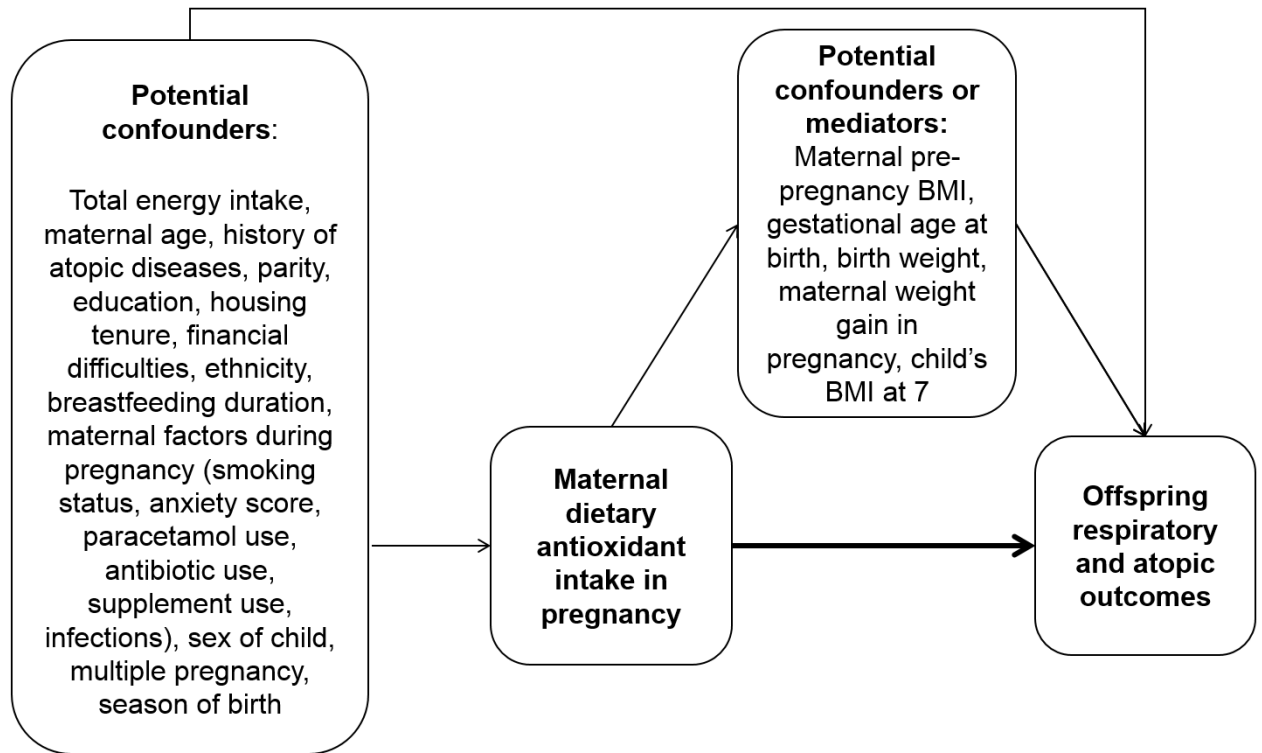 Potential
confounders:
Total energy intake,
maternal age, history of
atopic diseases, parity,
education, housing
tenure, financial
difficulties, ethnicity,
breastfeeding duration,
maternal factors during
pregnancy (smoking
status, anxiety score,
paracetamol use,
antibiotic use,
supplement use,
infections), sex of child,
multiple pregnancy,
season of birth
Potential
confounders or
mediators:
Maternal pre-
pregnancy BMI,
gestational age at
birth, birth weight,
maternal weight
gain in
pregnancy, child’s
BMI at 7
Maternal
dietary
antioxidant
intake in
pregnancy
Offspring
respiratory
and atopic
outcomes